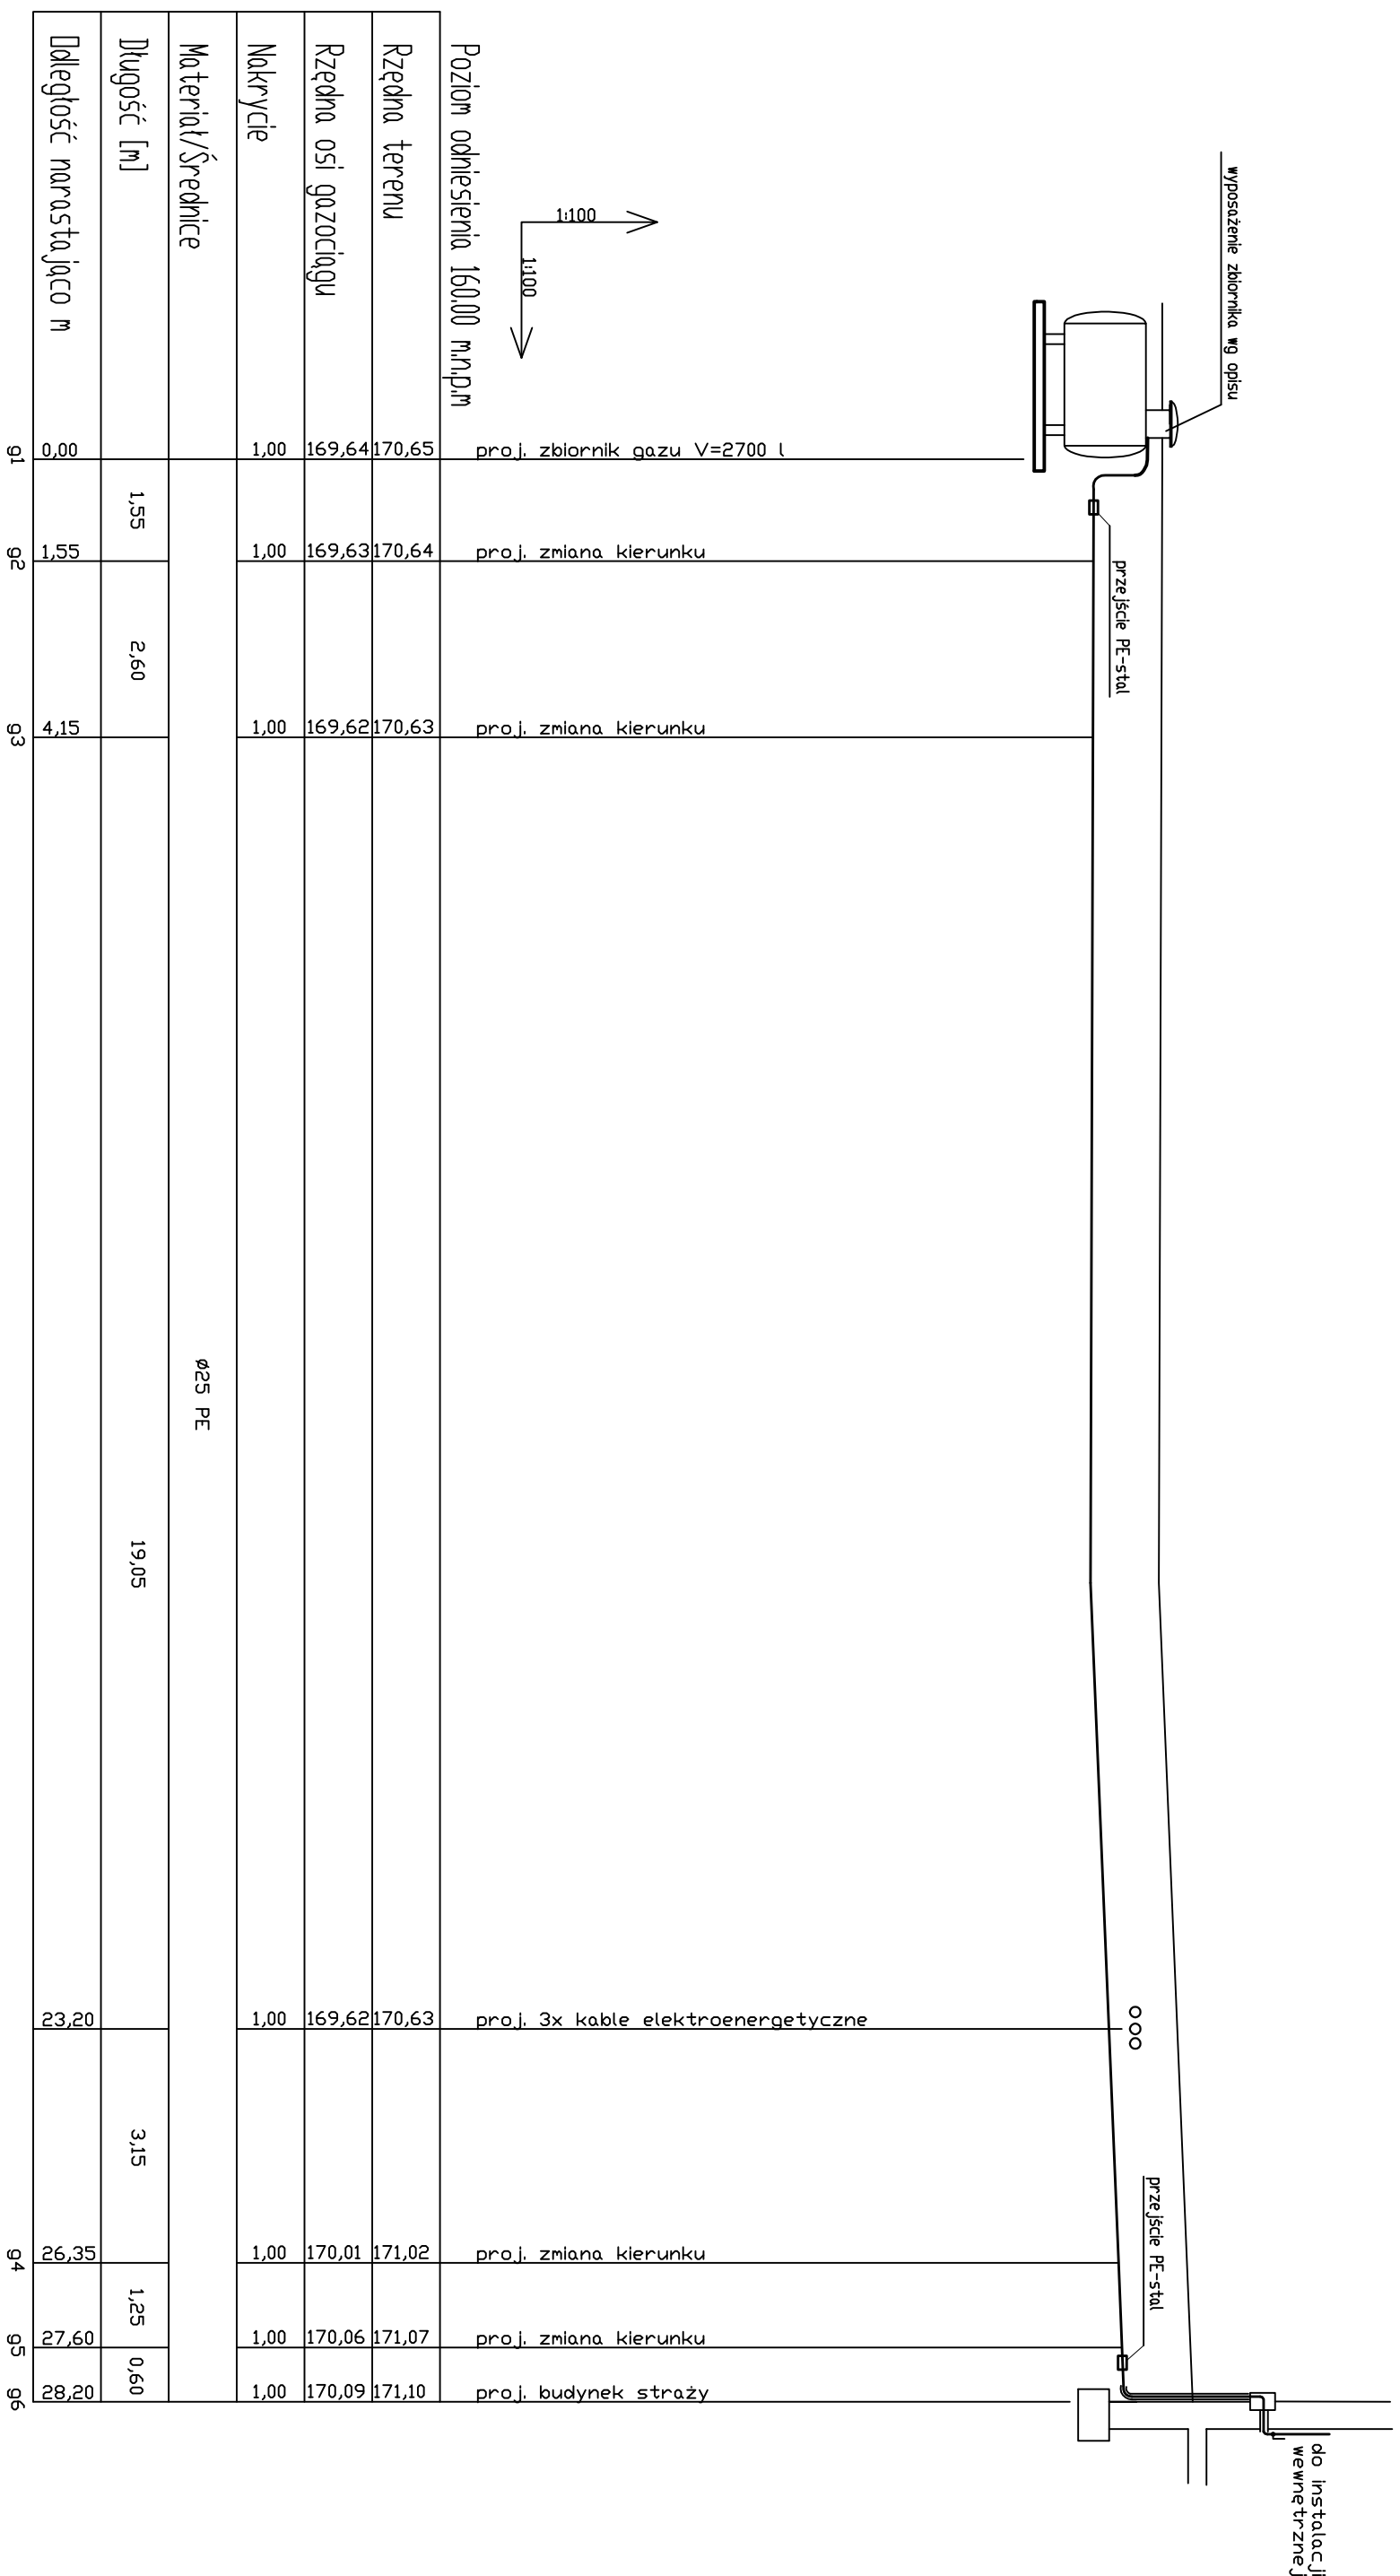 wyposażenie zbiornika wg opisu
przejście PE-stal
przejście PE-stal
do instalacji
wewnętrznej
1:100
1:100
Poziom odniesienia 160.00 m.n.p.m
proj. zbiornik gazu V=2700 l
proj. zmiana kierunku
proj. zmiana kierunku
proj. 3x kable elektroenergetyczne
proj. zmiana kierunku
proj. zmiana kierunku
proj. budynek straży
Rzędna terenu 170,65 170,64 170,63 170,63 171,02 171,07 171,10
Rzędna osi gazociągu 169,64 169,63 169,62 169,62 170,01 170,06 170,09
Nakrycie 1,00 1,00 1,00 1,00 1,00 1,00 1,00
Materiał/Średnice ø25 PE
Długość [m] 1,55 2,60 19,05 3,15 1,25 0,60
Odległość narastająco m 0,00 1,55 4,15 23,20 26,35 27,60 28,20
g1 g2 g3 g4 g5 g6